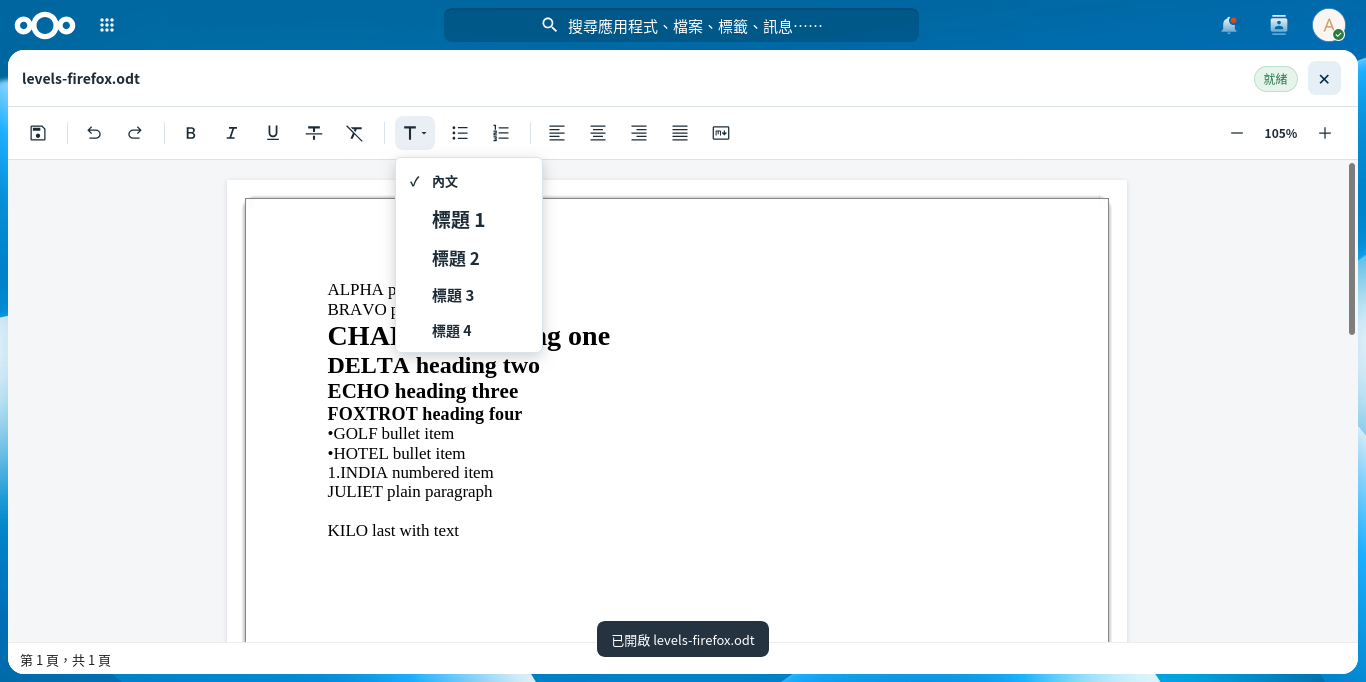 搜尋應用程式、檔案、標籤、訊息……
A
levels-firefox.odt
就緒
B I U T T 105%
✓ 內文
標題 1
標題 2
標題 3
標題 4
ALPHA p
BRAVO p
CHA ng one
DELTA heading two
ECHO heading three
FOXTROT heading four
•GOLF bullet item
•HOTEL bullet item
1.INDIA numbered item
JULIET plain paragraph
KILO last with text
已開啟 levels-firefox.odt
第 1 頁，共 1 頁